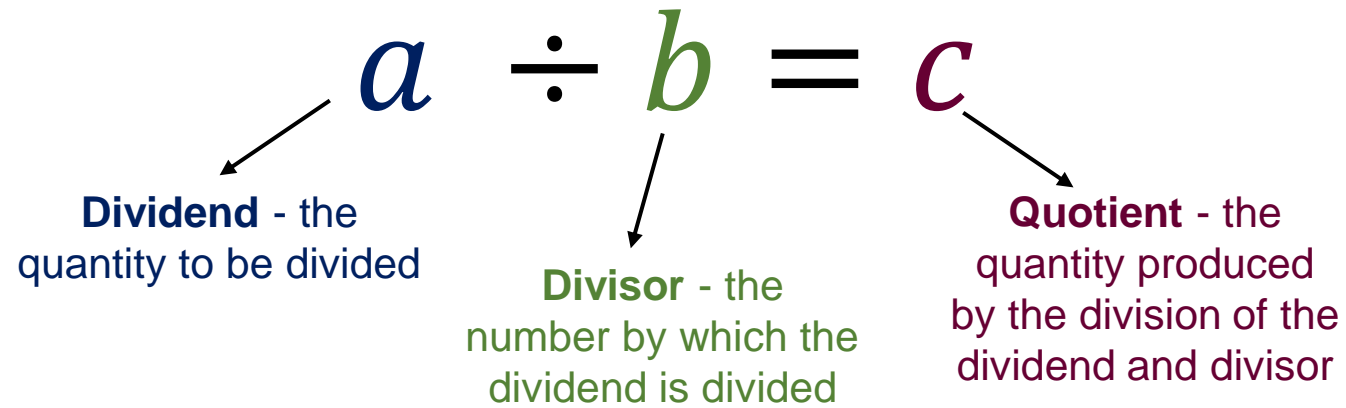 a ÷ b = c
Dividend - the
quantity to be divided
Divisor - the
number by which the
dividend is divided
Quotient - the
quantity produced
by the division of the
dividend and divisor